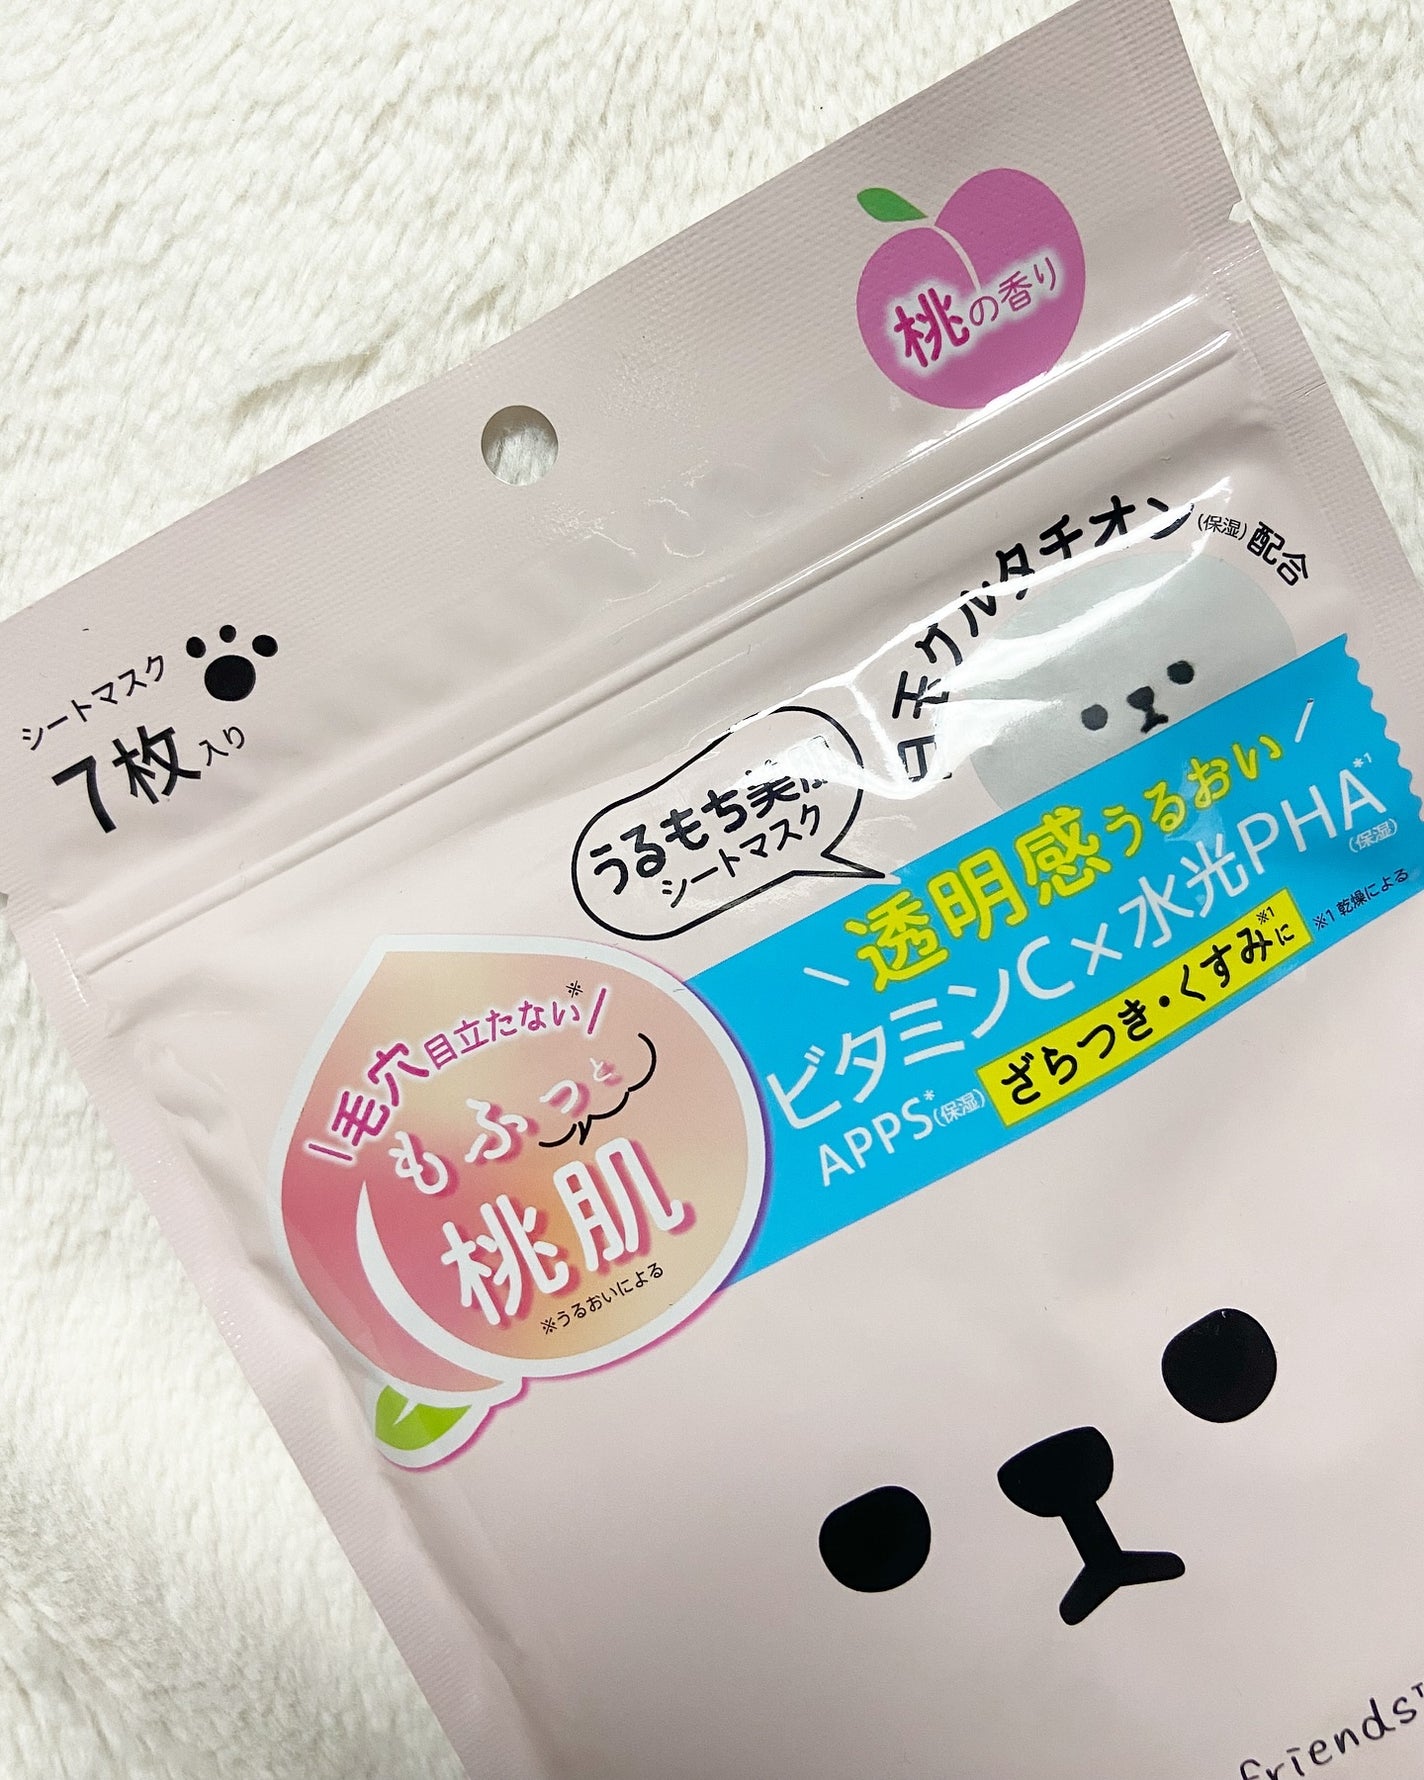 桃の香り
シートマスク
7枚入り
グルタチオン(保湿)配合
うるもち美肌
シートマスク
透明感うるおい
ビタミンC×水光PHA*1
(保湿)
APPS*(保湿)
ざらつき・くすみ※1に
※1 乾燥による
毛穴目立たない※
もふっと
桃肌
※うるおいによる
friends